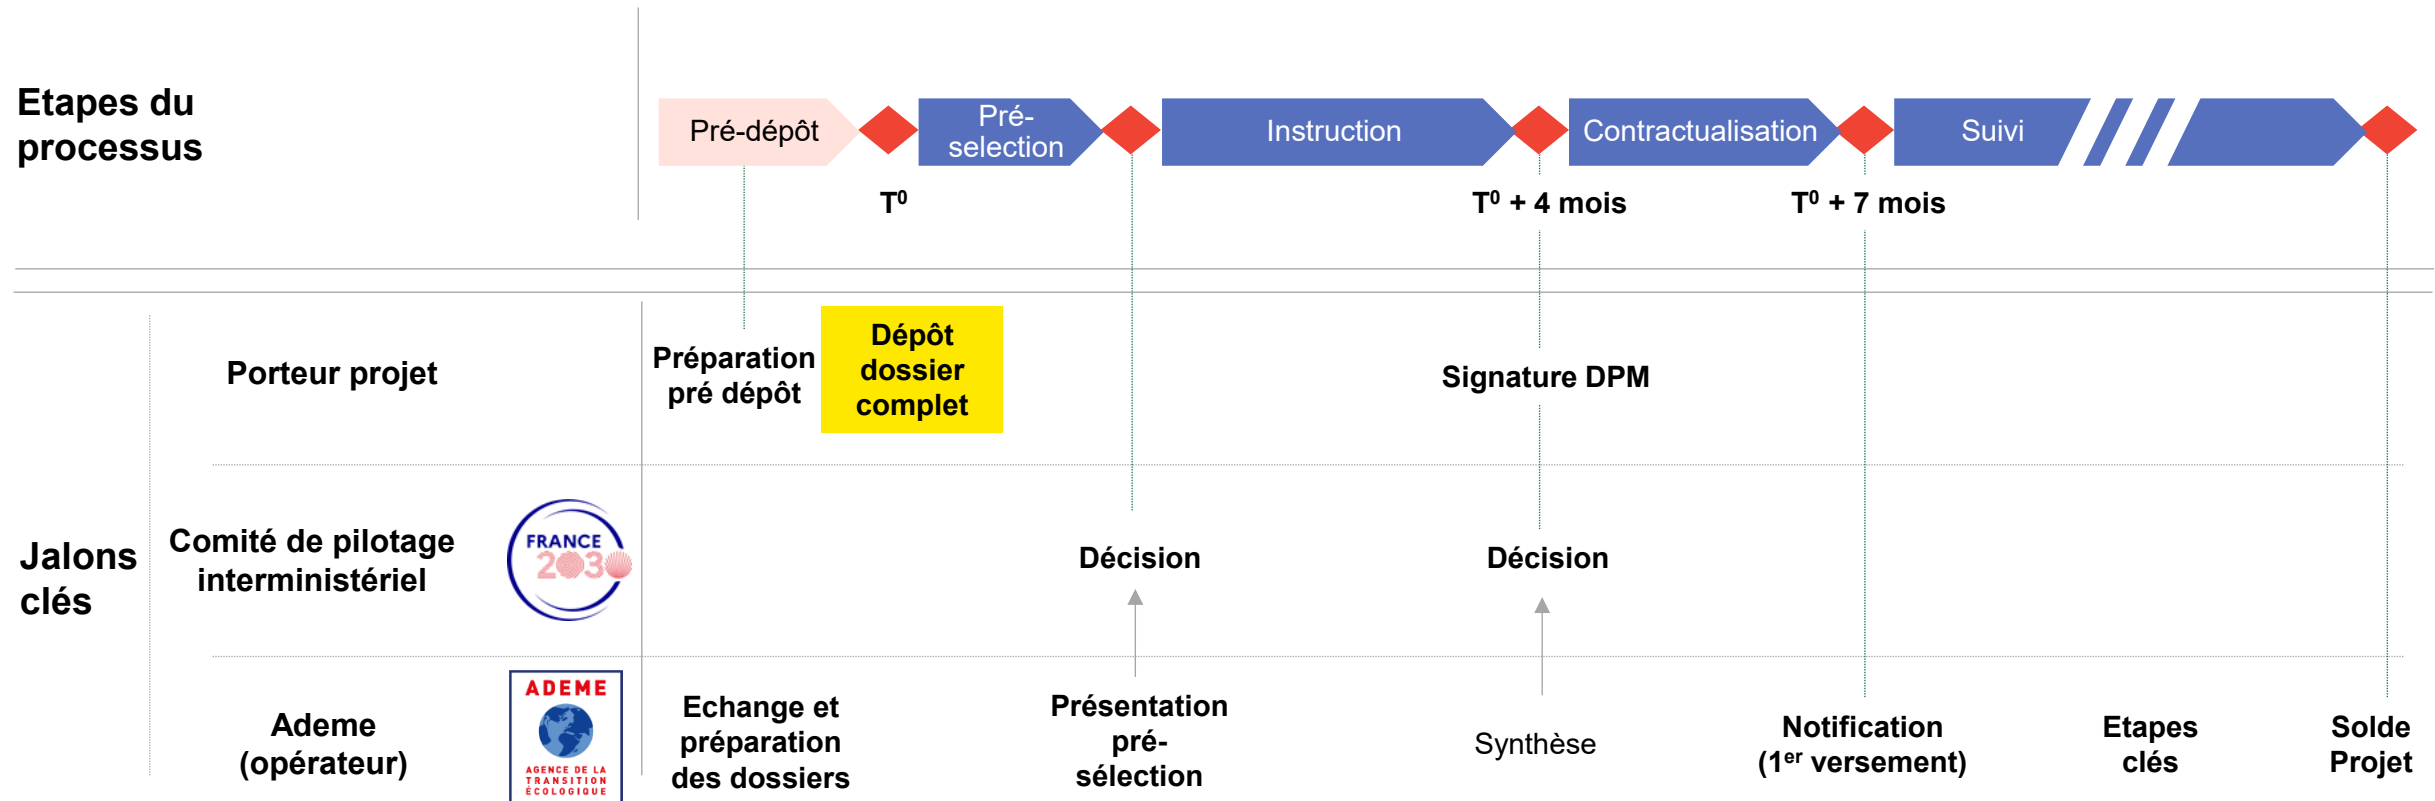 Etapes du
processus
Pré-dépôt
Pré-
selection
Instruction
Contractualisation
Suivi
T⁰
T⁰ + 4 mois
T⁰ + 7 mois
Jalons
clés
Porteur projet
Préparation
pré dépôt
Dépôt
dossier
complet
Signature DPM
Comité de pilotage
interministériel
FRANCE
2030
Décision
Décision
Ademe
(opérateur)
ADEME
AGENCE DE LA
TRANSITION
ÉCOLOGIQUE
Echange et
préparation
des dossiers
Présentation
pré-
sélection
Synthèse
Notification
(1er versement)
Etapes
clés
Solde
Projet